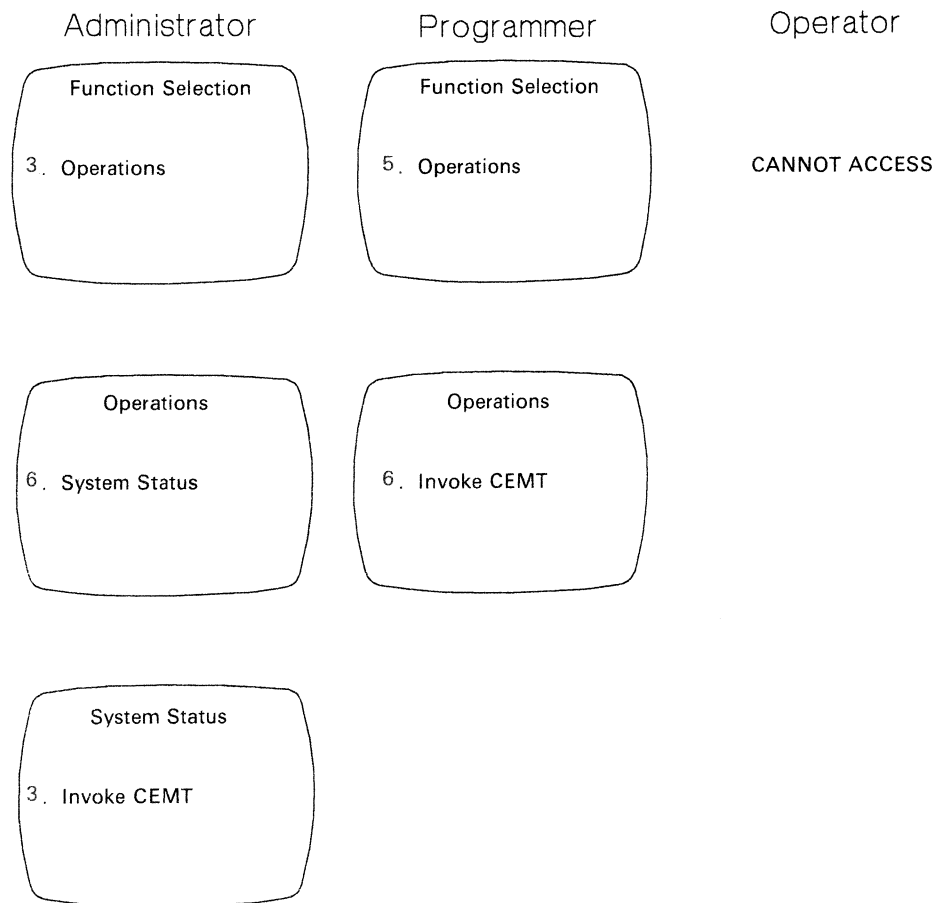 Administrator
Programmer
Operator
Function Selection
3. Operations
Function Selection
5. Operations
CANNOT ACCESS
Operations
6. System Status
Operations
6. Invoke CEMT
System Status
3. Invoke CEMT